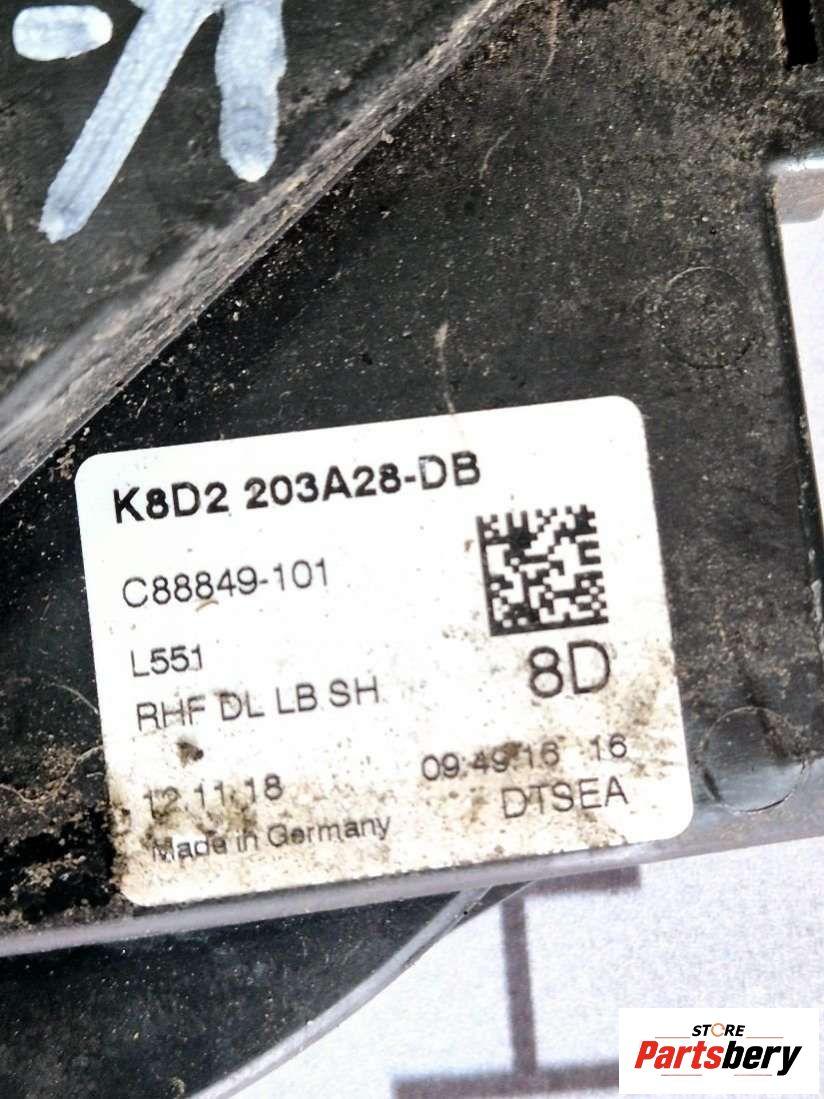 K8D2 203A28-DB
C88849-101
L551
RHF DL LB SH
8D
12.11.18
09:49:16 16
DTSEA
Made in Germany
STORE
Partsbery